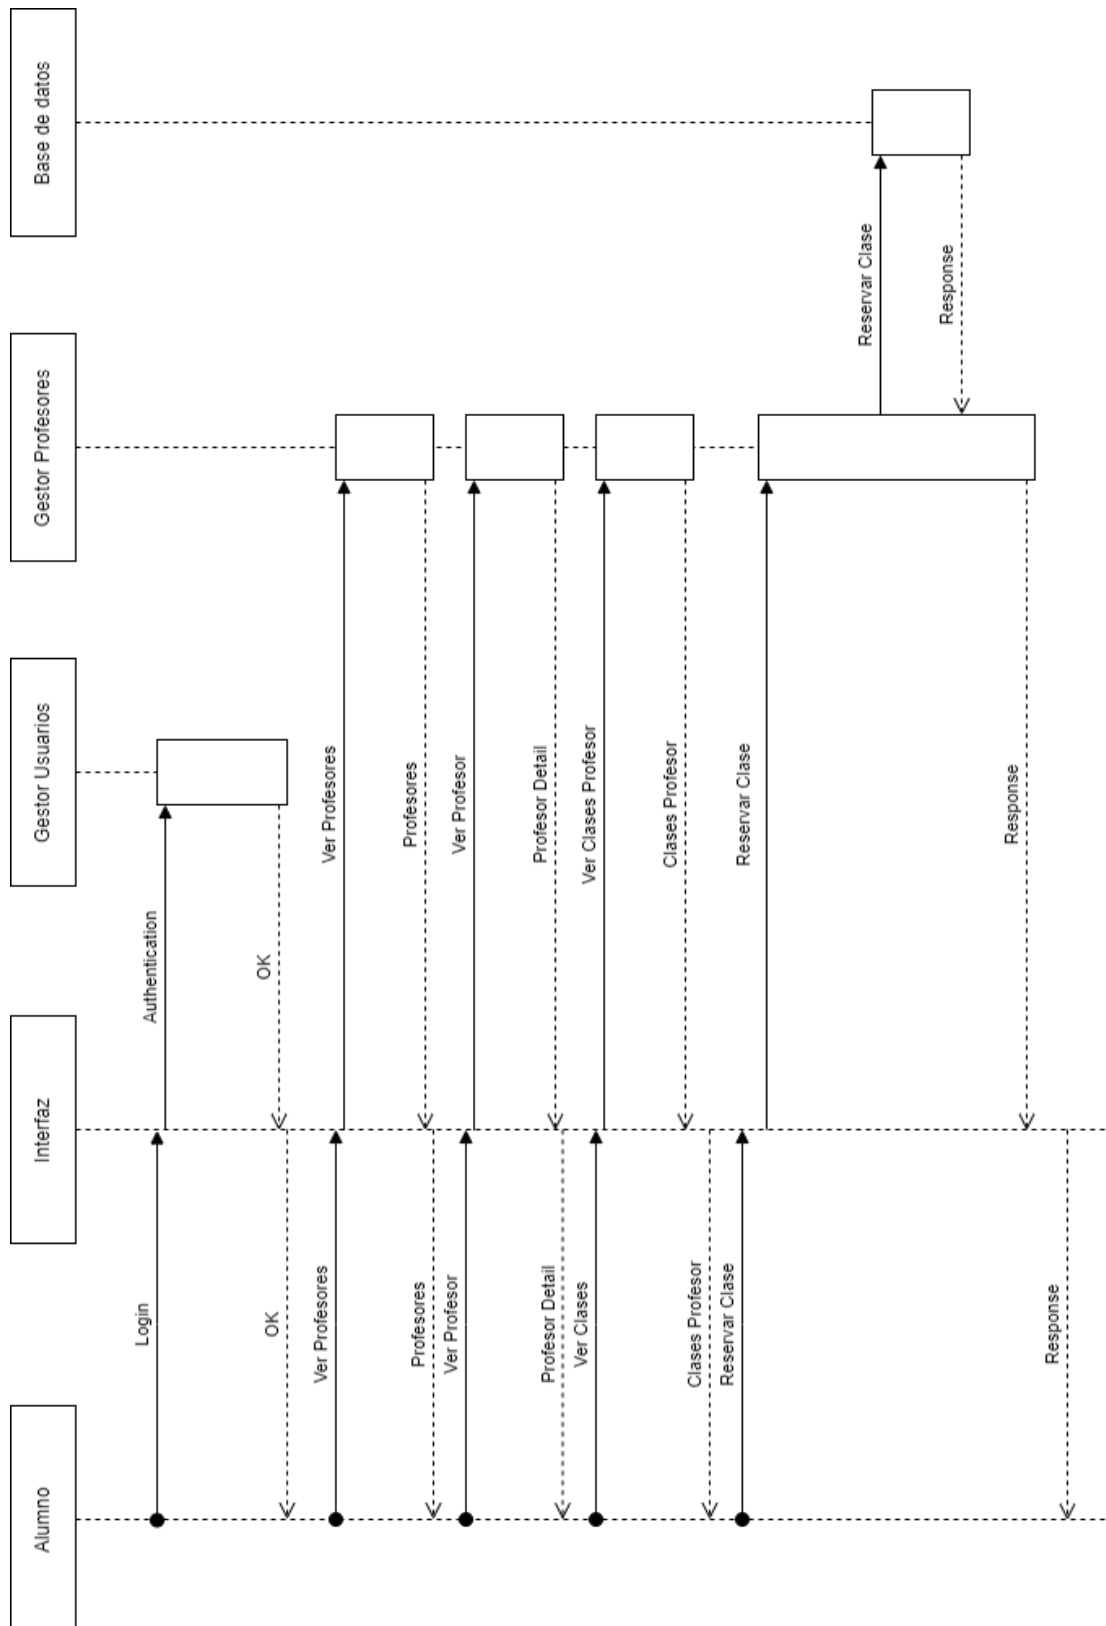 Alumno
Interfaz
Gestor Usuarios
Gestor Profesores
Base de datos
Login
Authentication
OK
OK
Ver Profesores
Ver Profesores
Profesores
Profesores
Ver Profesor
Ver Profesor
Profesor Detail
Profesor Detail
Ver Clases
Ver Clases Profesor
Clases Profesor
Clases Profesor
Reservar Clase
Reservar Clase
Reservar Clase
Response
Response
Response